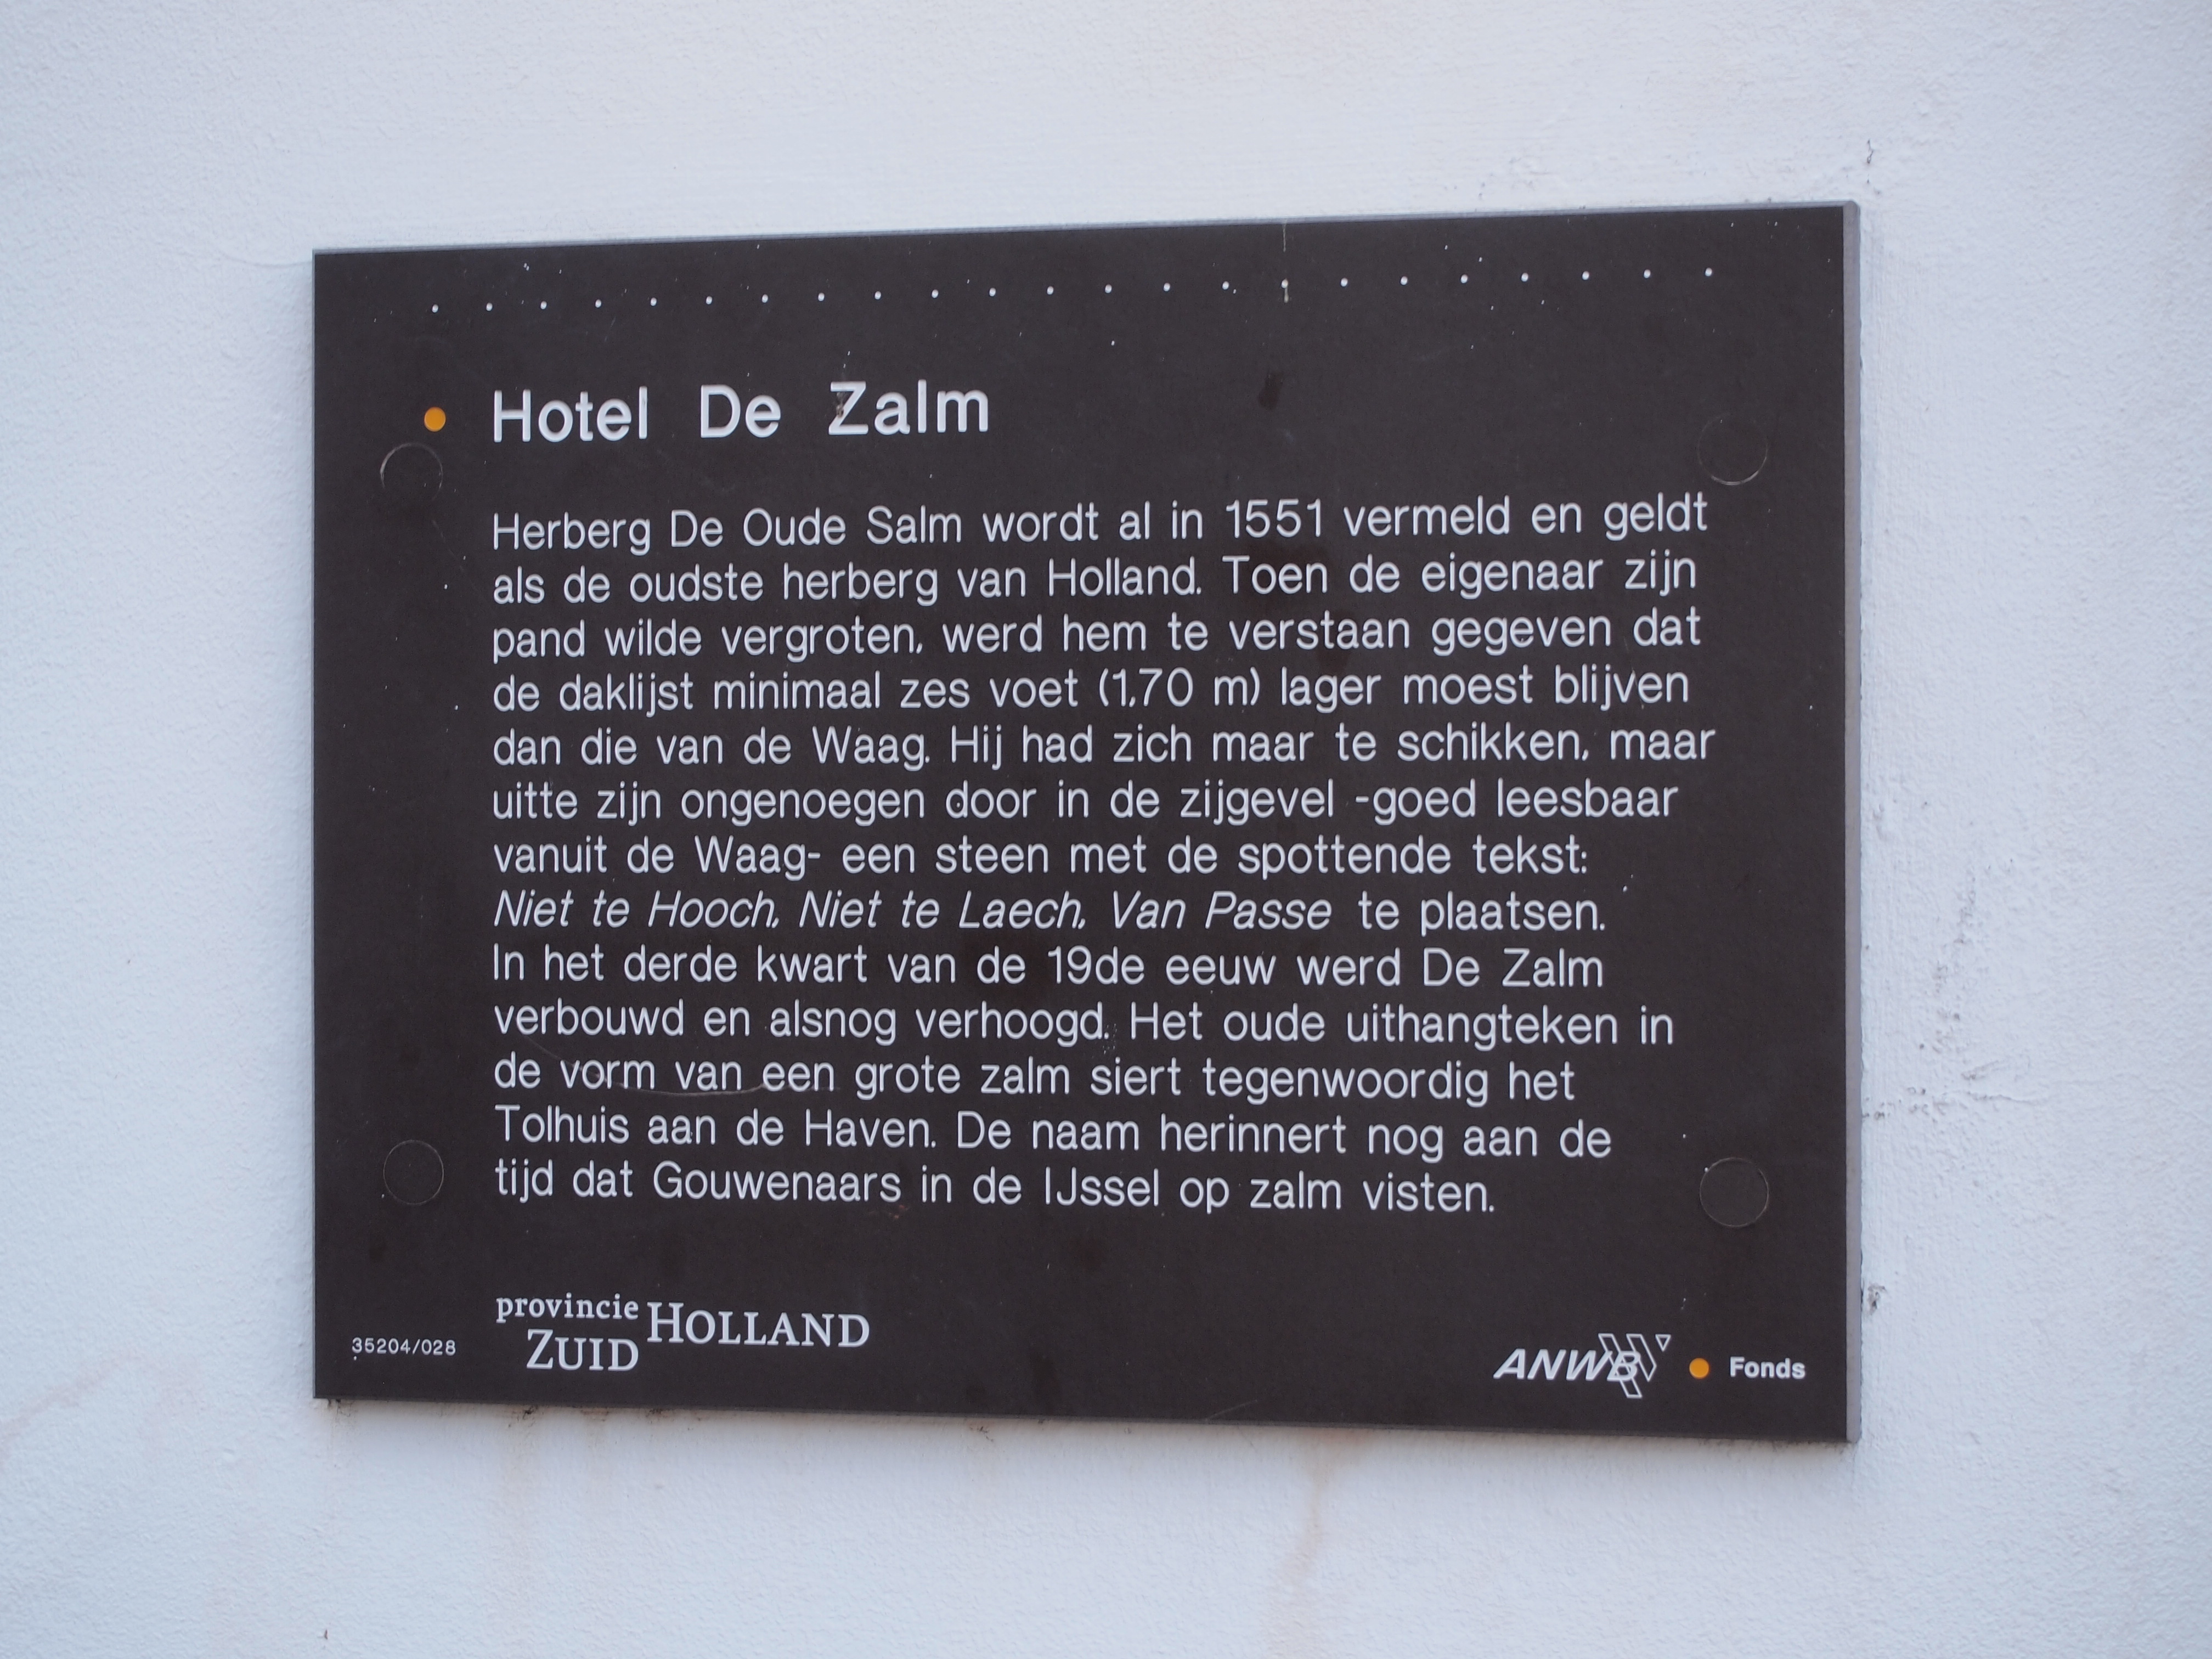 Hotel De Zalm
Herberg De Oude Salm wordt al in 1551 vermeld en geldt
als de oudste herberg van Holland. Toen de eigenaar zijn
pand wilde vergroten, werd hem te verstaan gegeven dat
de daklijst minimaal zes voet (1,70 m) lager moest blijven
dan die van de Waag. Hij had zich maar te schikken, maar
uitte zijn ongenoegen door in de zijgevel -goed leesbaar
vanuit de Waag- een steen met de spottende tekst:
Niet te Hooch, Niet te Laech, Van Passe te plaatsen.
In het derde kwart van de 19de eeuw werd De Zalm
verbouwd en alsnog verhoogd. Het oude uithangteken in
de vorm van een grote zalm siert tegenwoordig het
Tolhuis aan de Haven. De naam herinnert nog aan de
tijd dat Gouwenaars in de IJssel op zalm visten.
35204/028
provincie HOLLAND
ZUID
ANWB Fonds